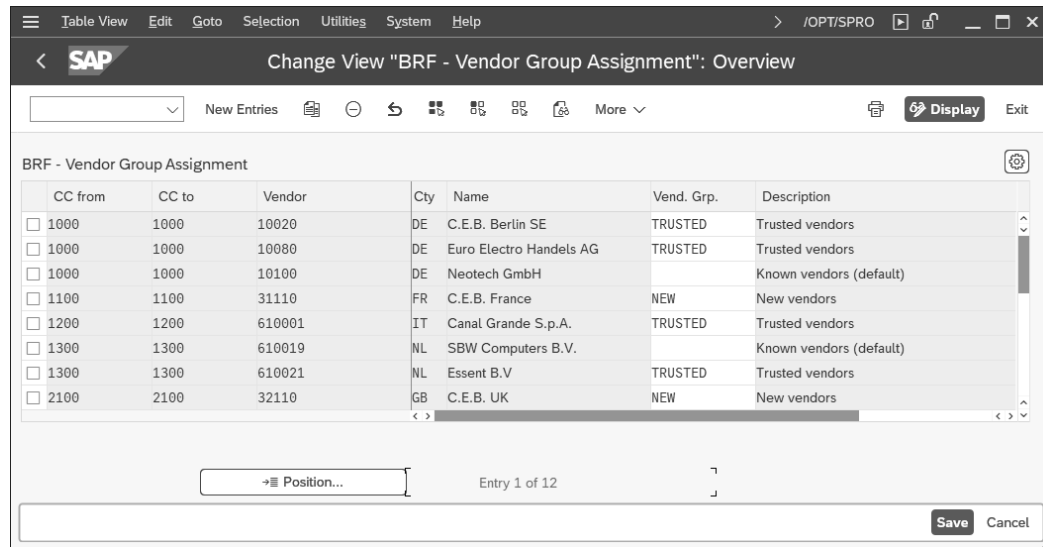 Table View Edit Goto Selection Utilities System Help > /OPT/SPRO
SAP Change View "BRF - Vendor Group Assignment": Overview
New Entries More Display Exit
BRF - Vendor Group Assignment
CC from CC to Vendor Cty Name Vend. Grp. Description
1000 1000 10020 DE C.E.B. Berlin SE TRUSTED Trusted vendors
1000 1000 10080 DE Euro Electro Handels AG TRUSTED Trusted vendors
1000 1000 10100 DE Neotech GmbH Known vendors (default)
1100 1100 31110 FR C.E.B. France NEW New vendors
1200 1200 610001 IT Canal Grande S.p.A. TRUSTED Trusted vendors
1300 1300 610019 NL SBW Computers B.V. Known vendors (default)
1300 1300 610021 NL Essent B.V TRUSTED Trusted vendors
2100 2100 32110 GB C.E.B. UK NEW New vendors
Position... Entry 1 of 12
Save Cancel